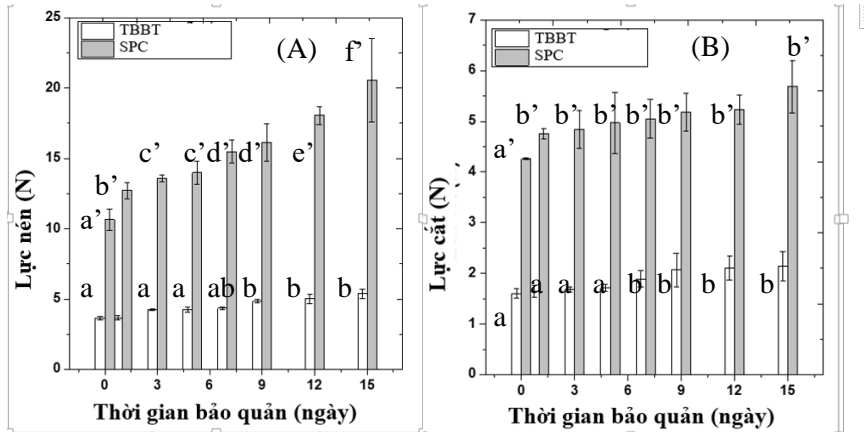 TBBT
SPC
(A)
25
20
15
10
5
0
a’ b’ c’ c’ d’ d’ e’ f’
a a a ab b b b
0 3 6 9 12 15
Lực nén (N)
Thời gian bảo quản (ngày)
TBBT
SPC
(B)
7
6
5
4
3
2
1
0
a’ b’ b’ b’ b’ b’ b’ b’
a a a a b b b b
0 3 6 9 12 15
Lực cắt (N)
Thời gian bảo quản (ngày)